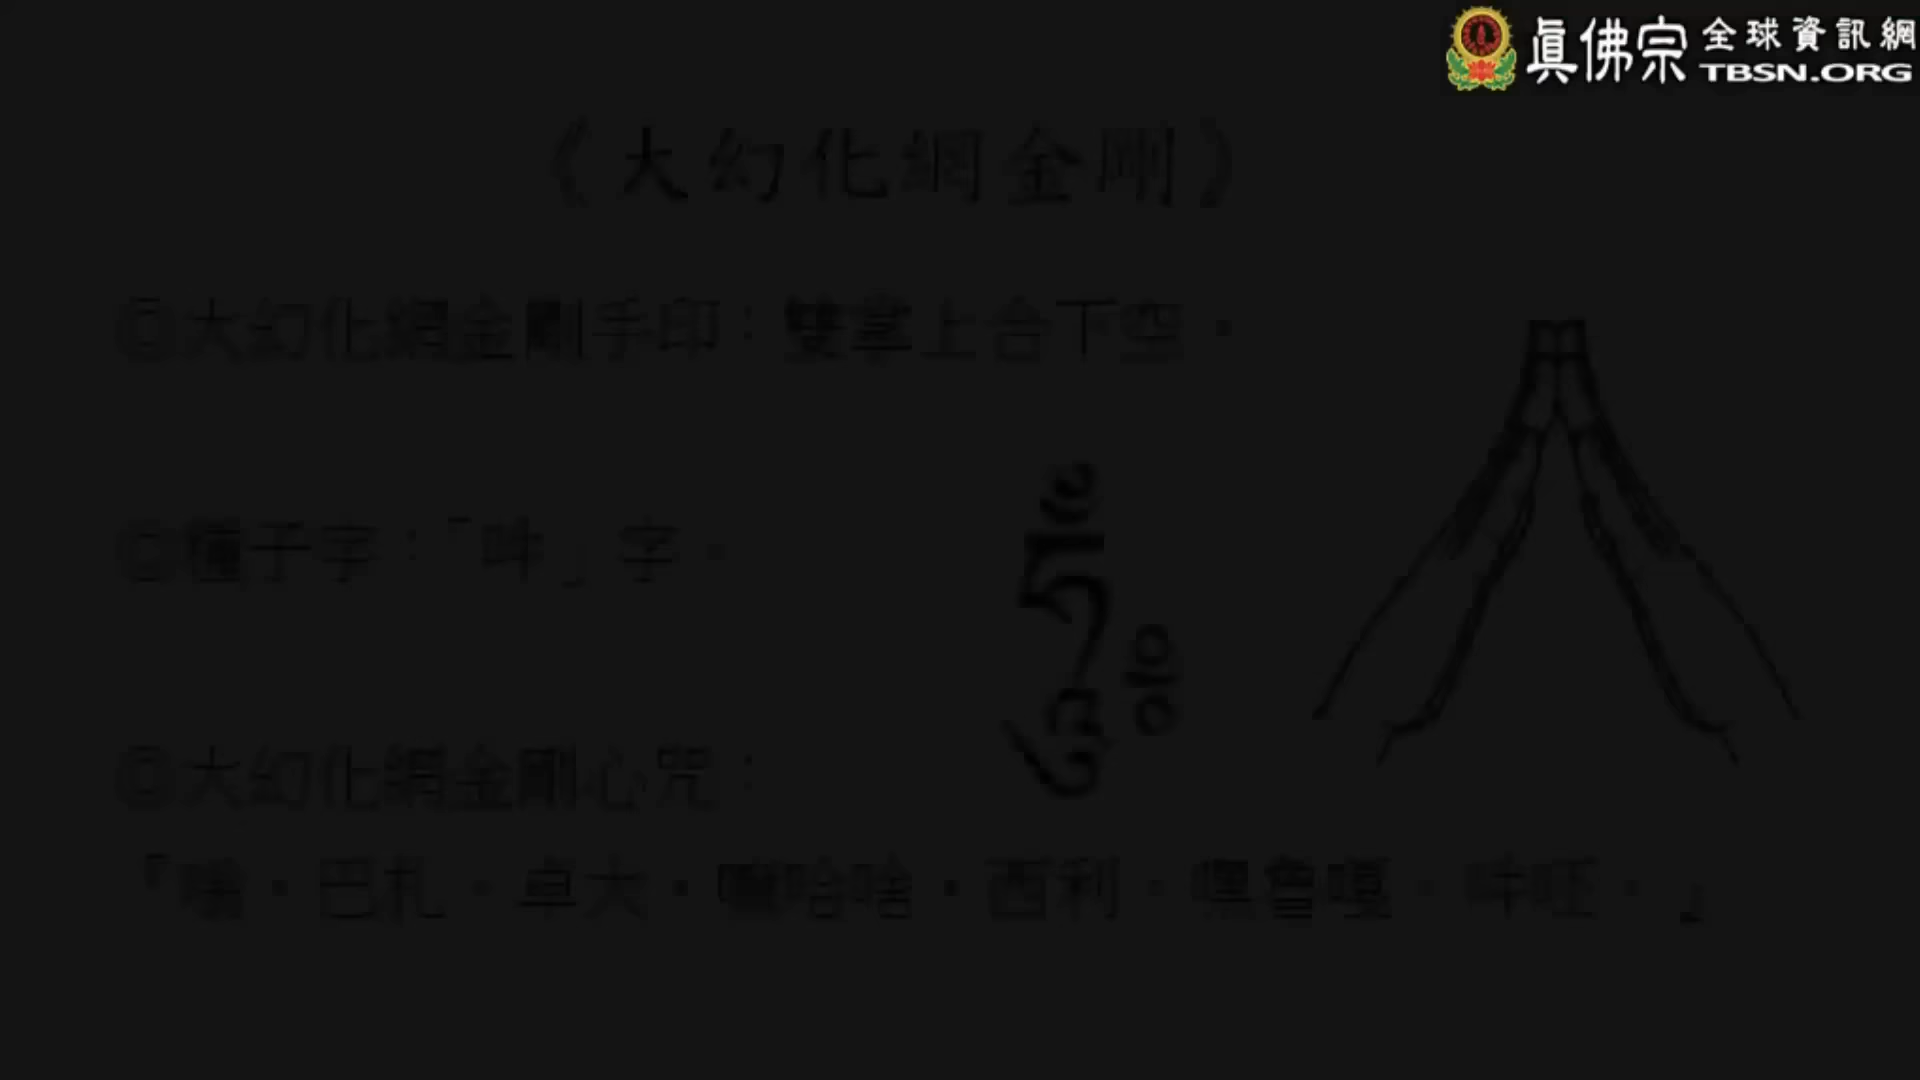 真佛宗 全球資訊網
TBSN.ORG
《大幻化網金剛》
◎大幻化網金剛手印：雙掌上合下空。
◎種子字：「吽」字。
ཧཱུྃ༔
◎大幻化網金剛心咒：
『嗡・巴札・卓大・嘛哈・西利・嘿魯嘎・吽呸・』